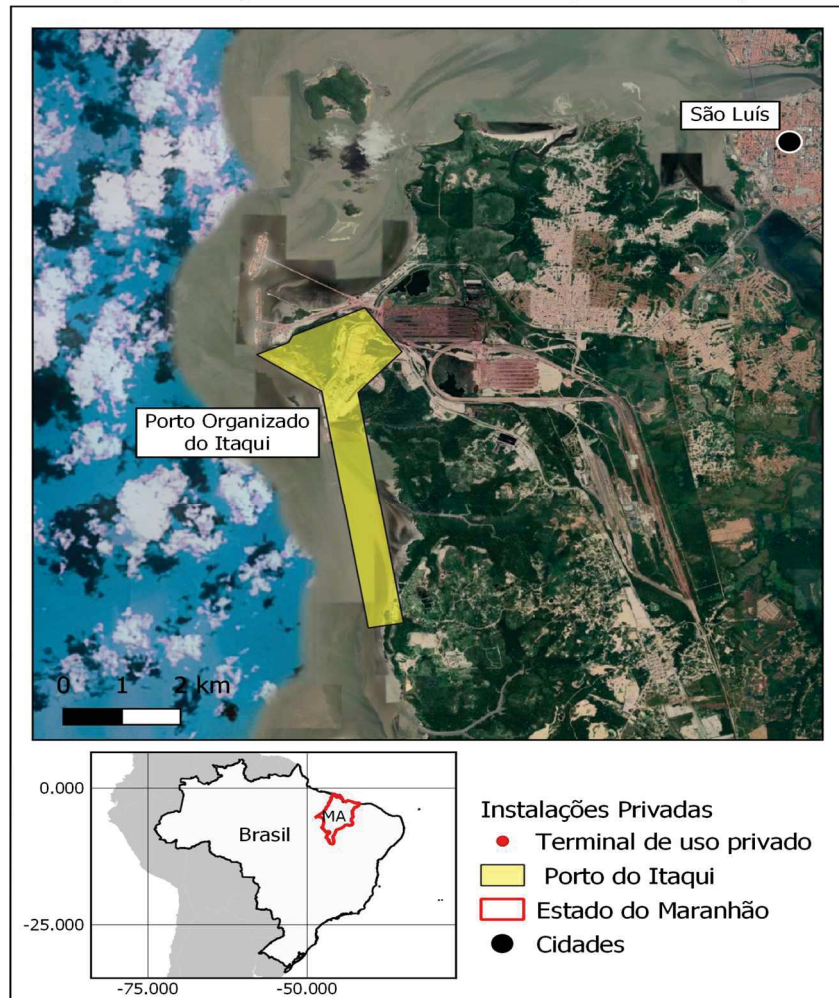 São Luís
Porto Organizado
do Itaqui
0 1 2 km
0.000
-25.000
-75.000
-50.000
Brasil
MA
Instalações Privadas
Terminal de uso privado
Porto do Itaqui
Estado do Maranhão
Cidades